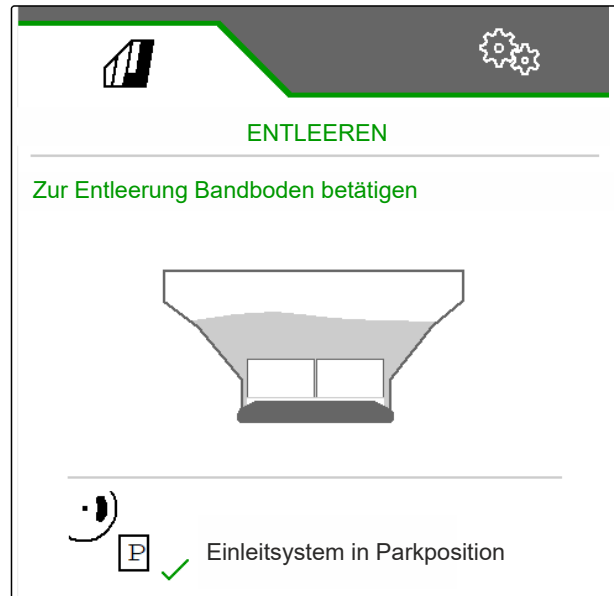 ENTLEEREN
Zur Entleerung Bandboden betätigen
P
Einleitsystem in Parkposition